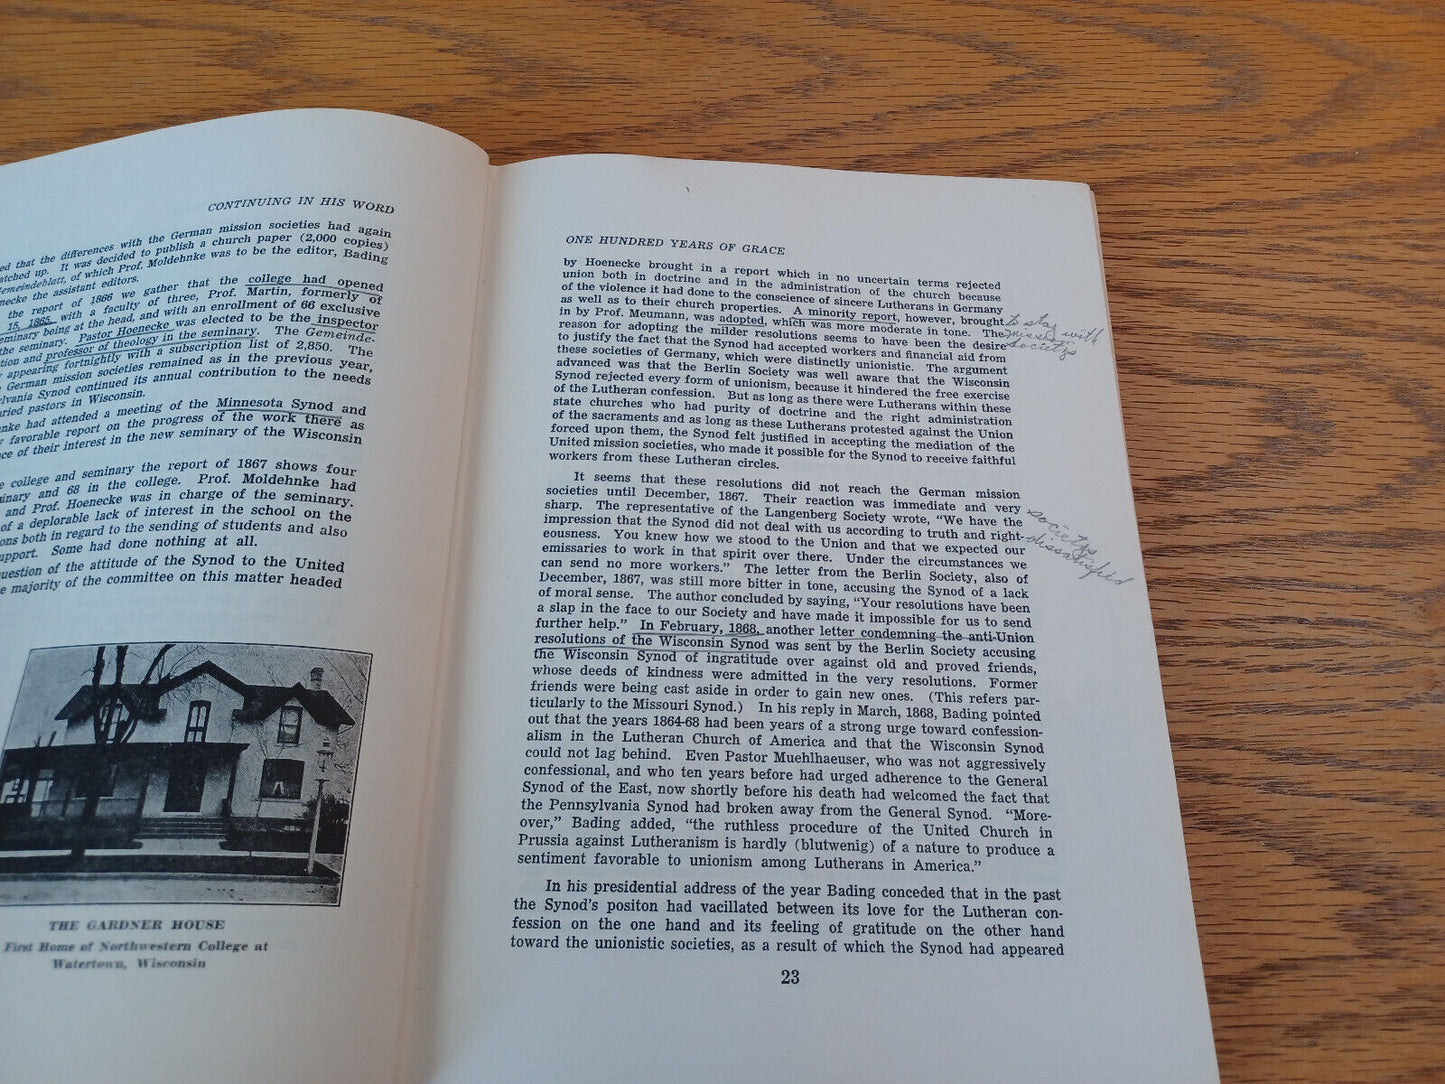 CONTINUING IN HIS WORD
that the differences with the German mission societies had again
patched up. It was decided to publish a church paper (2,000 copies)
Gemeindeblatt, of which Prof. Moldehnke was to be the editor, Bading
the assistant editors.
the report of 1866 we gather that the college had opened
15, 1865, with a faculty of three, Prof. Martin, formerly of
being at the head, and with an enrollment of 66 exclusive
the seminary. Pastor Hoenecke was elected to be the inspector
and professor of theology in the seminary. The Gemeinde-
appearing fortnightly with a subscription list of 2,850. The
German mission societies remained as in the previous year,
Synod continued its annual contribution to the needs
pastors in Wisconsin.
had attended a meeting of the Minnesota Synod and
favorable report on the progress of the work there as
of their interest in the new seminary of the Wisconsin
college and seminary the report of 1867 shows four
and 68 in the college. Prof. Moldehnke had
and Prof. Hoenecke was in charge of the seminary.
of a deplorable lack of interest in the school on the
both in regard to the sending of students and also
support. Some had done nothing at all.
question of the attitude of the Synod to the United
majority of the committee on this matter headed
THE GARDNER HOUSE
First Home of Northwestern College at
Watertown, Wisconsin
ONE HUNDRED YEARS OF GRACE
by Hoenecke brought in a report which in no uncertain terms rejected
union both in doctrine and in the administration of the church because
of the violence it had done to the conscience of sincere Lutherans in Germany
as well as to their church properties. A minority report, however, brought
in by Prof. Meumann, was adopted, which was more moderate in tone. The
reason for adopting the milder resolutions seems to have been the desire
to justify the fact that the Synod had accepted workers and financial aid from
these societies of Germany, which were distinctly unionistic. The argument
advanced was that the Berlin Society was well aware that the Wisconsin
Synod rejected every form of unionism, because it hindered the free exercise
of the Lutheran confession. But as long as there were Lutherans within these
state churches who had purity of doctrine and the right administration
of the sacraments and as long as these Lutherans protested against the Union
forced upon them, the Synod felt justified in accepting the mediation of the
United mission societies, who made it possible for the Synod to receive faithful
workers from these Lutheran circles.
to stay with
mission
societys
It seems that these resolutions did not reach the German mission
societies until December, 1867. Their reaction was immediate and very
sharp. The representative of the Langenberg Society wrote, "We have the
impression that the Synod did not deal with us according to truth and right-
eousness. You knew how we stood to the Union and that we expected our
emissaries to work in that spirit over there. Under the circumstances we
can send no more workers." The letter from the Berlin Society, also of
December, 1867, was still more bitter in tone, accusing the Synod of a lack
of moral sense. The author concluded by saying, "Your resolutions have been
a slap in the face to our Society and have made it impossible for us to send
further help." In February, 1868, another letter condemning the anti-Union
resolutions of the Wisconsin Synod was sent by the Berlin Society accusing
the Wisconsin Synod of ingratitude over against old and proved friends,
whose deeds of kindness were admitted in the very resolutions. Former
friends were being cast aside in order to gain new ones. (This refers par-
ticularly to the Missouri Synod.) In his reply in March, 1868, Bading pointed
out that the years 1864-68 had been years of a strong urge toward confession-
alism in the Lutheran Church of America and that the Wisconsin Synod
could not lag behind. Even Pastor Muehlhaeuser, who was not aggressively
confessional, and who ten years before had urged adherence to the General
Synod of the East, now shortly before his death had welcomed the fact that
the Pennsylvania Synod had broken away from the General Synod. "More-
over," Bading added, "the ruthless procedure of the United Church in
Prussia against Lutheranism is hardly (blutwenig) of a nature to produce a
sentiment favorable to unionism among Lutherans in America."
societys
dissatisfied
In his presidential address of the year Bading conceded that in the past
the Synod's positon had vacillated between its love for the Lutheran con-
fession on the one hand and its feeling of gratitude on the other hand
toward the unionistic societies, as a result of which the Synod had appeared
23